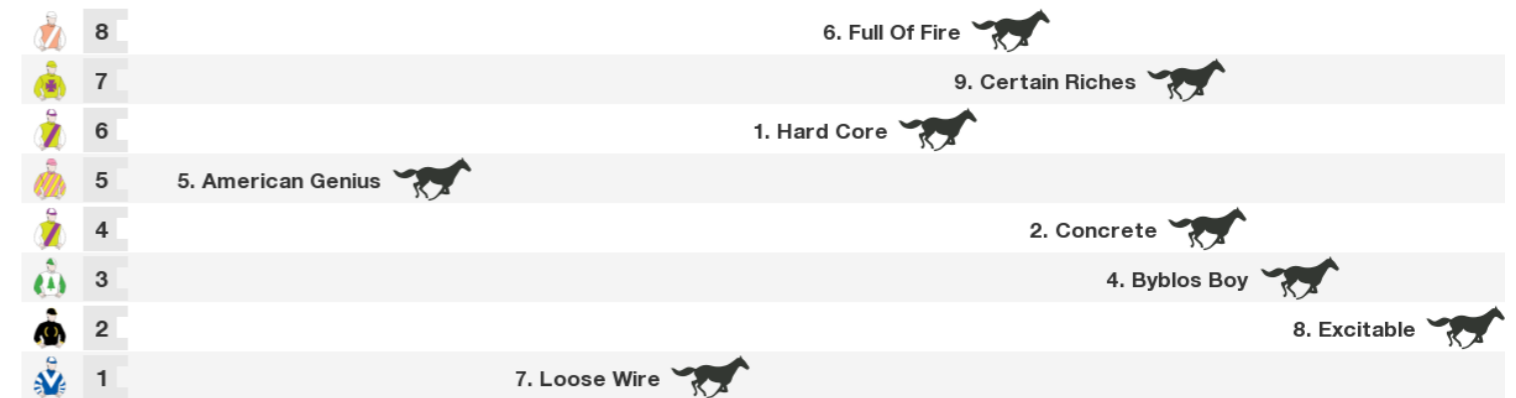 8 6. Full Of Fire
7 9. Certain Riches
6 1. Hard Core
5 5. American Genius
4 2. Concrete
3 4. Byblos Boy
2 8. Excitable
1 7. Loose Wire